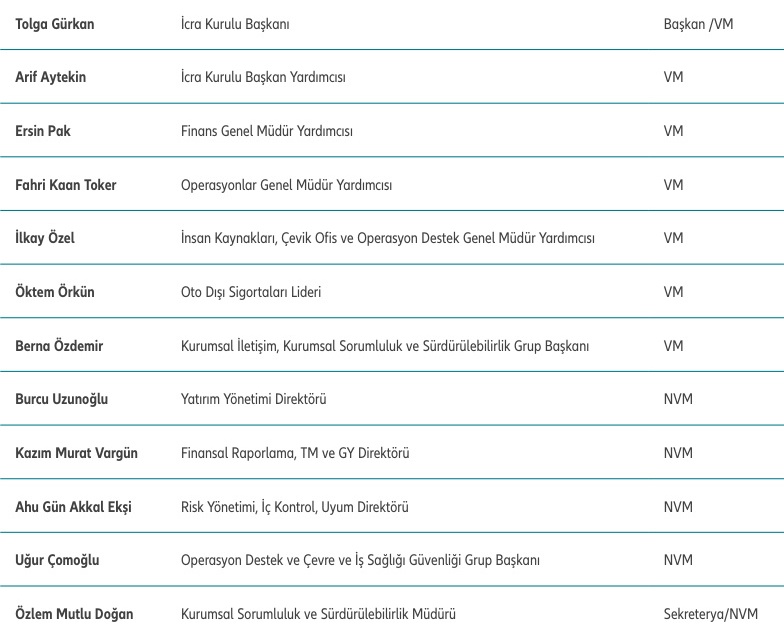 Tolga Gürkan İcra Kurulu Başkanı Başkan /VM
Arif Aytekin İcra Kurulu Başkan Yardımcısı VM
Ersin Pak Finans Genel Müdür Yardımcısı VM
Fahri Kaan Toker Operasyonlar Genel Müdür Yardımcısı VM
İlkay Özel İnsan Kaynakları, Çevik Ofis ve Operasyon Destek Genel Müdür Yardımcısı VM
Öktem Örkün Oto Dışı Sigortaları Lideri VM
Berna Özdemir Kurumsal İletişim, Kurumsal Sorumluluk ve Sürdürülebilirlik Grup Başkanı VM
Burcu Uzunoğlu Yatırım Yönetimi Direktörü NVM
Kazım Murat Vargün Finansal Raporlama, TM ve GY Direktörü NVM
Ahu Gün Akkal Ekşi Risk Yönetimi, İç Kontrol, Uyum Direktörü NVM
Uğur Çomoğlu Operasyon Destek ve Çevre ve İş Sağlığı Güvenliği Grup Başkanı NVM
Özlem Mutlu Doğan Kurumsal Sorumluluk ve Sürdürülebilirlik Müdürü Sekreterya/NVM